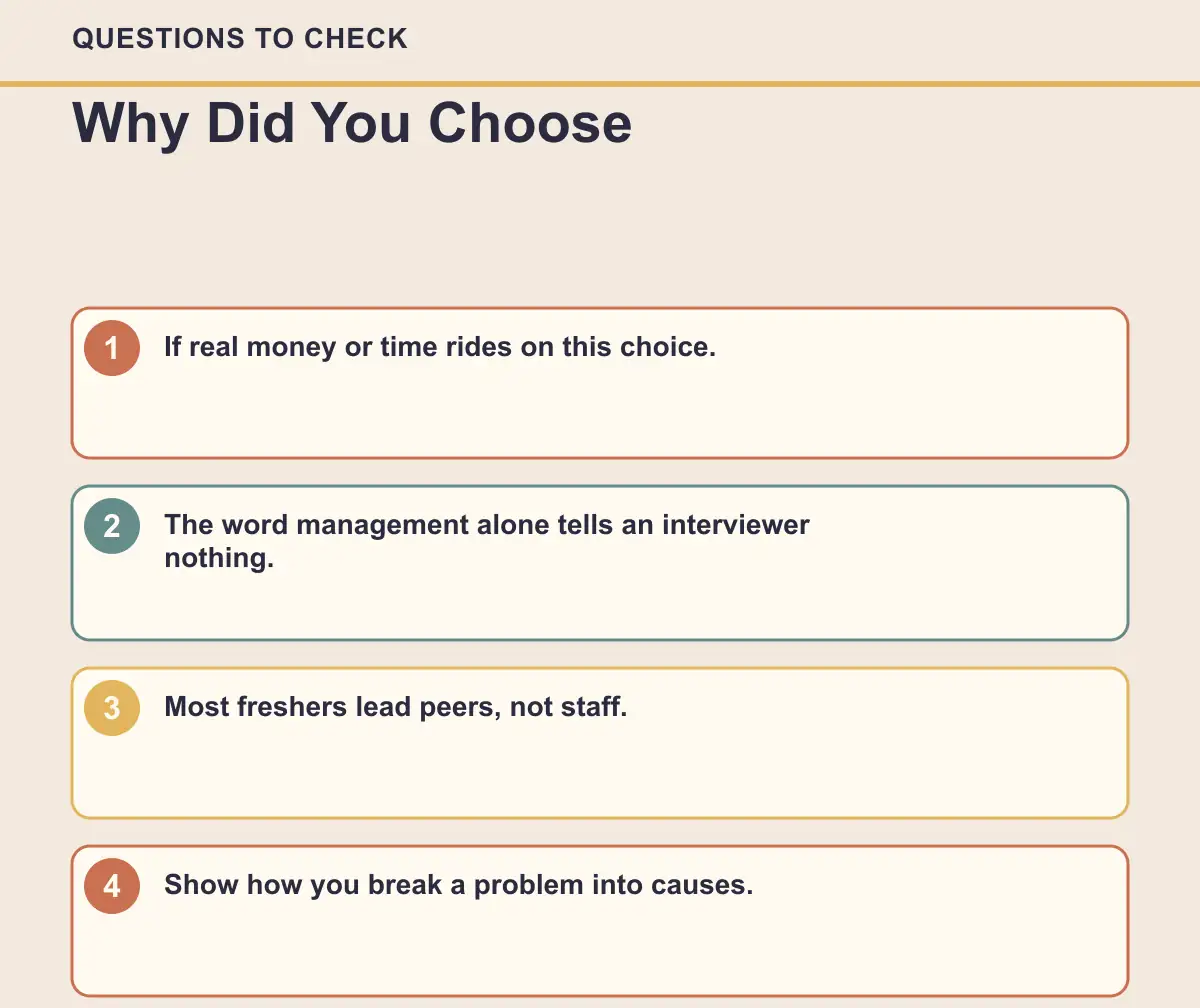 QUESTIONS TO CHECK
Why Did You Choose
1
If real money or time rides on this choice.
2
The word management alone tells an interviewer
nothing.
3
Most freshers lead peers, not staff.
4
Show how you break a problem into causes.